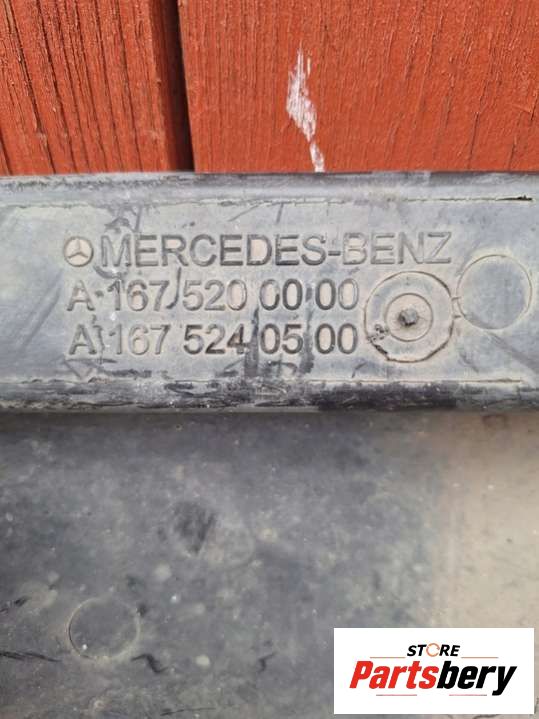 MERCEDES-BENZ
A 167 520 00 00
A 167 524 05 00
STORE
Partsbery